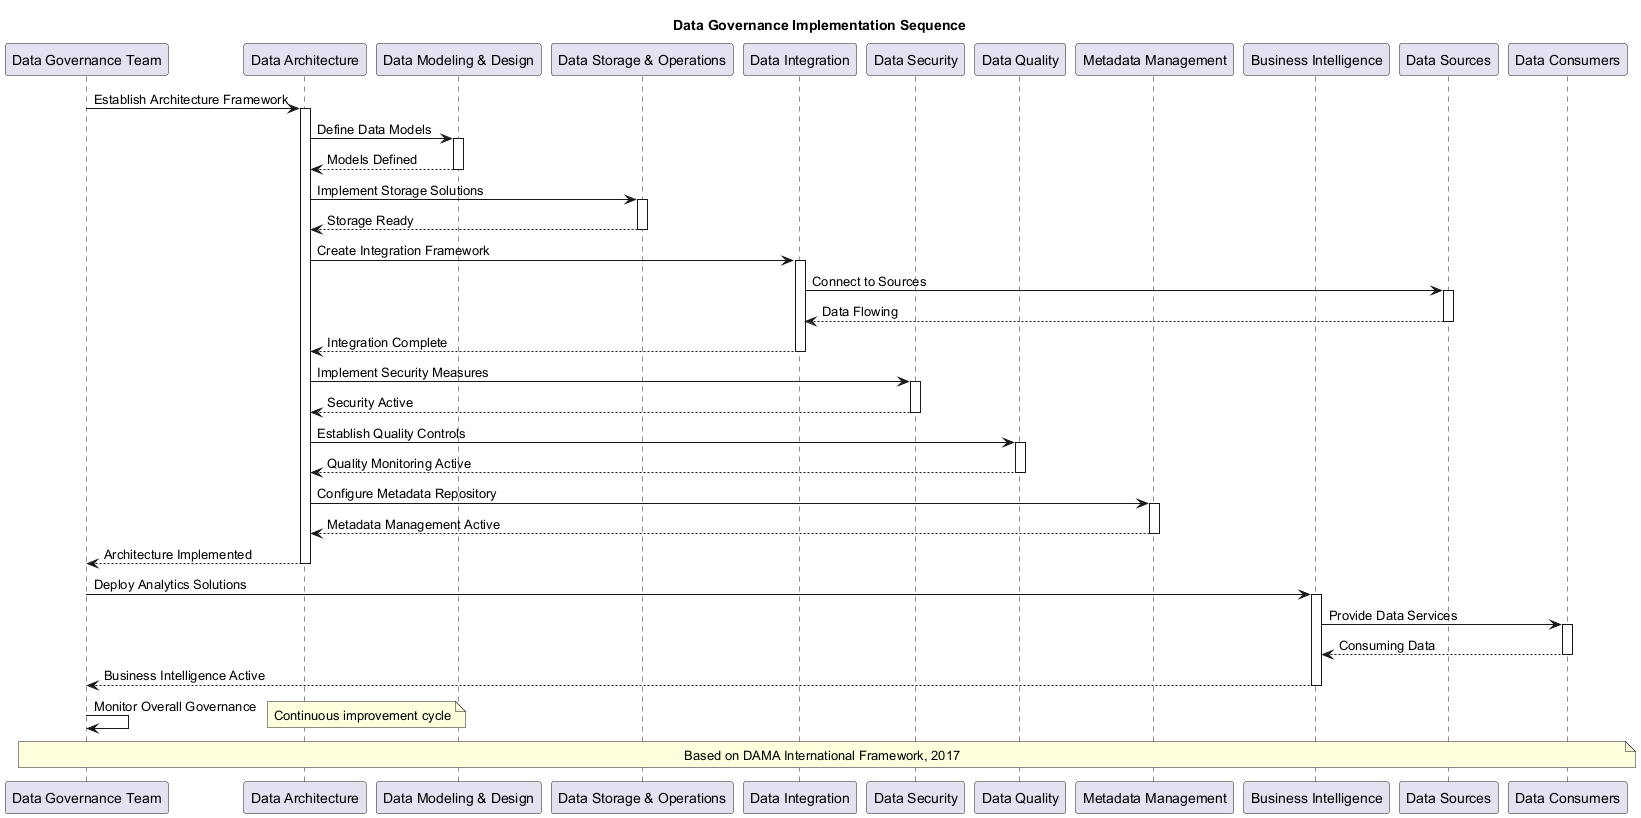 Data Governance Implementation Sequence
Data Governance Team
Data Architecture
Data Modeling & Design
Data Storage & Operations
Data Integration
Data Security
Data Quality
Metadata Management
Business Intelligence
Data Sources
Data Consumers
Establish Architecture Framework
Define Data Models
Models Defined
Implement Storage Solutions
Storage Ready
Create Integration Framework
Connect to Sources
Data Flowing
Integration Complete
Implement Security Measures
Security Active
Establish Quality Controls
Quality Monitoring Active
Configure Metadata Repository
Metadata Management Active
Architecture Implemented
Deploy Analytics Solutions
Provide Data Services
Consuming Data
Business Intelligence Active
Monitor Overall Governance
Continuous improvement cycle
Based on DAMA International Framework, 2017
Data Governance Team
Data Architecture
Data Modeling & Design
Data Storage & Operations
Data Integration
Data Security
Data Quality
Metadata Management
Business Intelligence
Data Sources
Data Consumers